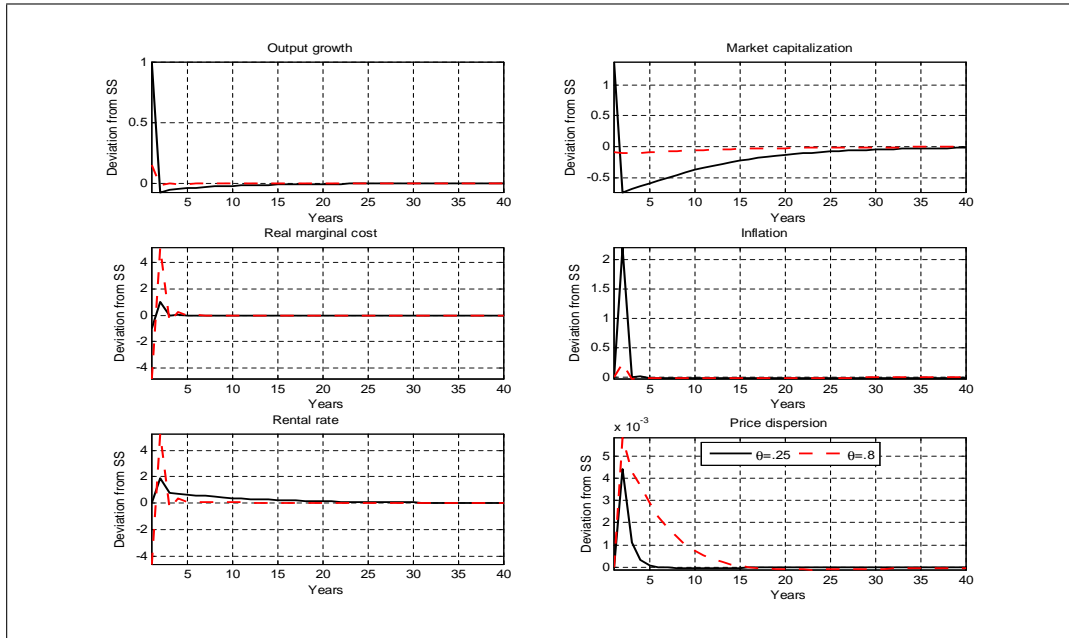 Output growth
Deviation from SS
1
0.5
0
5 10 15 20 25 30 35 40
Years
Market capitalization
Deviation from SS
1
0.5
0
-0.5
5 10 15 20 25 30 35 40
Years
Real marginal cost
Deviation from SS
4
2
0
-2
-4
5 10 15 20 25 30 35 40
Years
Inflation
Deviation from SS
2
1.5
1
0.5
0
5 10 15 20 25 30 35 40
Years
Rental rate
Deviation from SS
4
2
0
-2
-4
5 10 15 20 25 30 35 40
Years
Price dispersion
x 10⁻³
Deviation from SS
5
4
3
2
1
0
θ=.25 θ=.8
5 10 15 20 25 30 35 40
Years